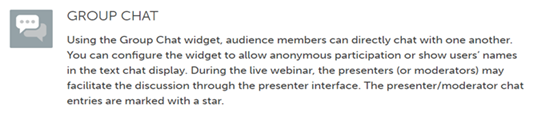 GROUP CHAT
Using the Group Chat widget, audience members can directly chat with one another.
You can configure the widget to allow anonymous participation or show users' names
in the text chat display. During the live webinar, the presenters (or moderators) may
facilitate the discussion through the presenter interface. The presenter/moderator chat
entries are marked with a star.